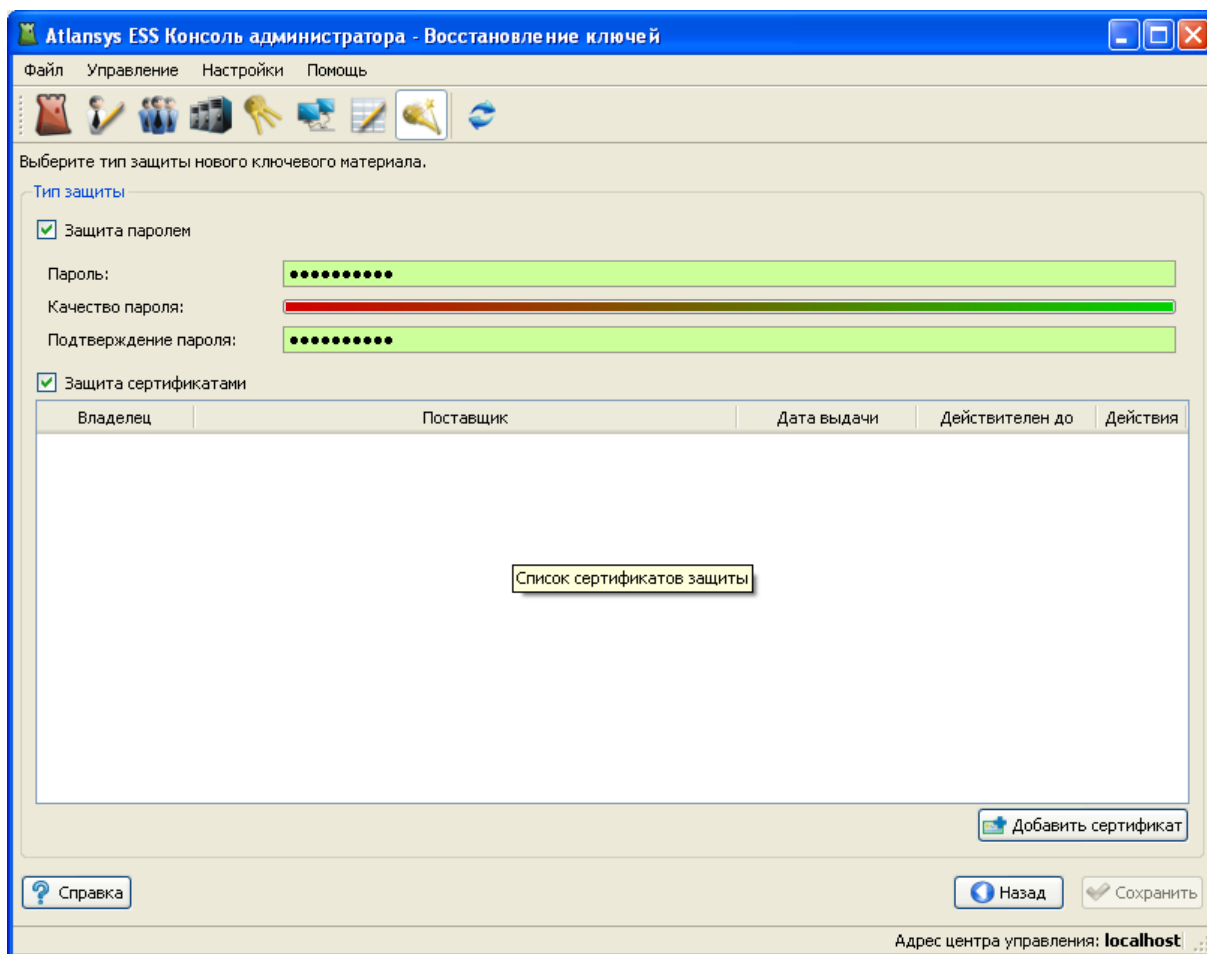 Atlansys ESS Консоль администратора - Восстановление ключей
Файл Управление Настройки Помощь
Выберите тип защиты нового ключевого материала.
Тип защиты
Защита паролем
Пароль: ●●●●●●●●●●
Качество пароля:
Подтверждение пароля: ●●●●●●●●●●
Защита сертификатами
Владелец Поставщик Дата выдачи Действителен до Действия
Список сертификатов защиты
Добавить сертификат
Справка Назад Сохранить
Адрес центра управления: localhost